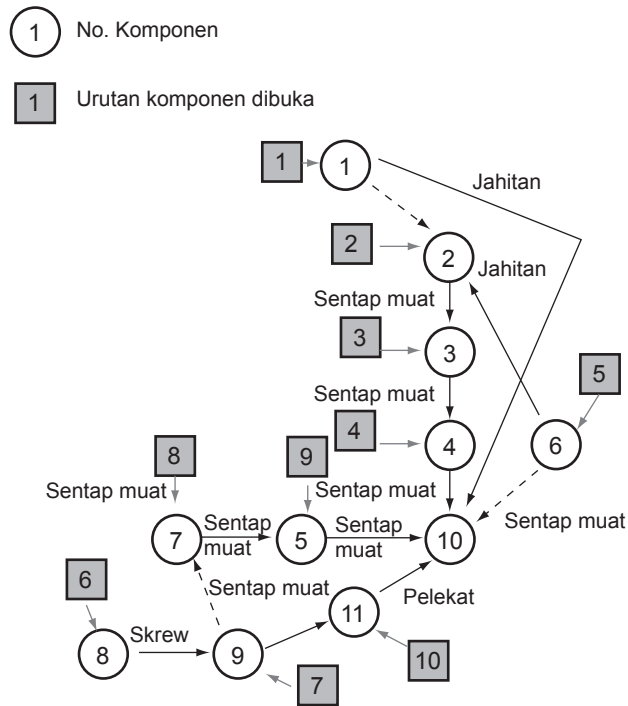 1 No. Komponen
1 Urutan komponen dibuka
1 1
Jahitan
2 2
Jahitan
Sentap muat
3 3
Sentap muat
5
4 4 6
8 9
Sentap muat Sentap muat
Sentap muat
7 Sentap
muat 5 Sentap
muat 10
Sentap muat
6 11 Pelekat
8 Skrew 9
7 10